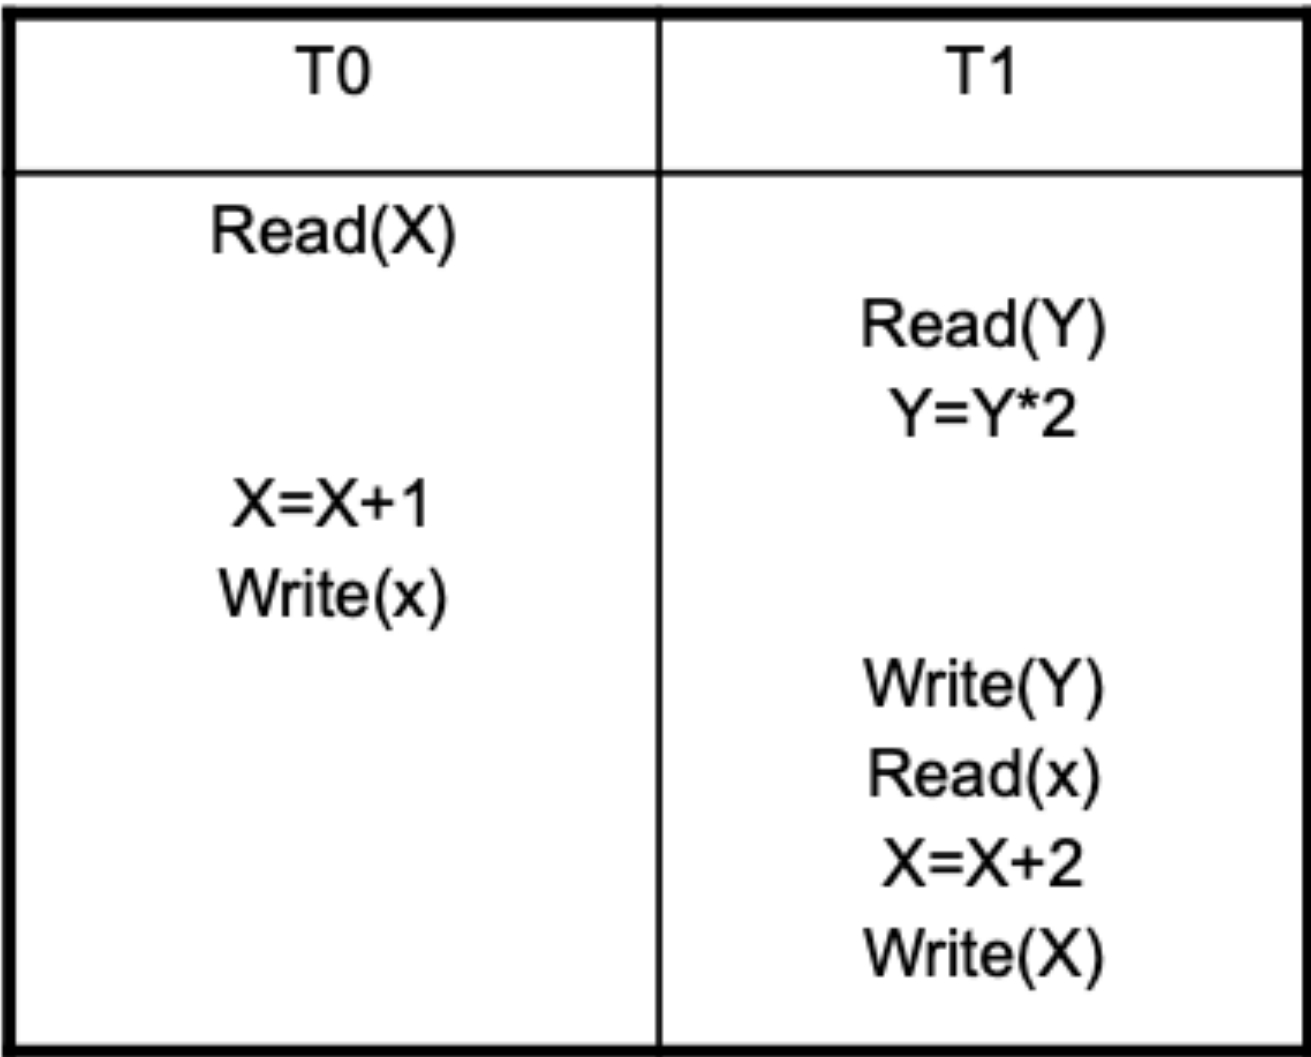 T0 T1
Read(X)
Read(Y)
Y=Y*2
X=X+1
Write(x)
Write(Y)
Read(x)
X=X+2
Write(X)